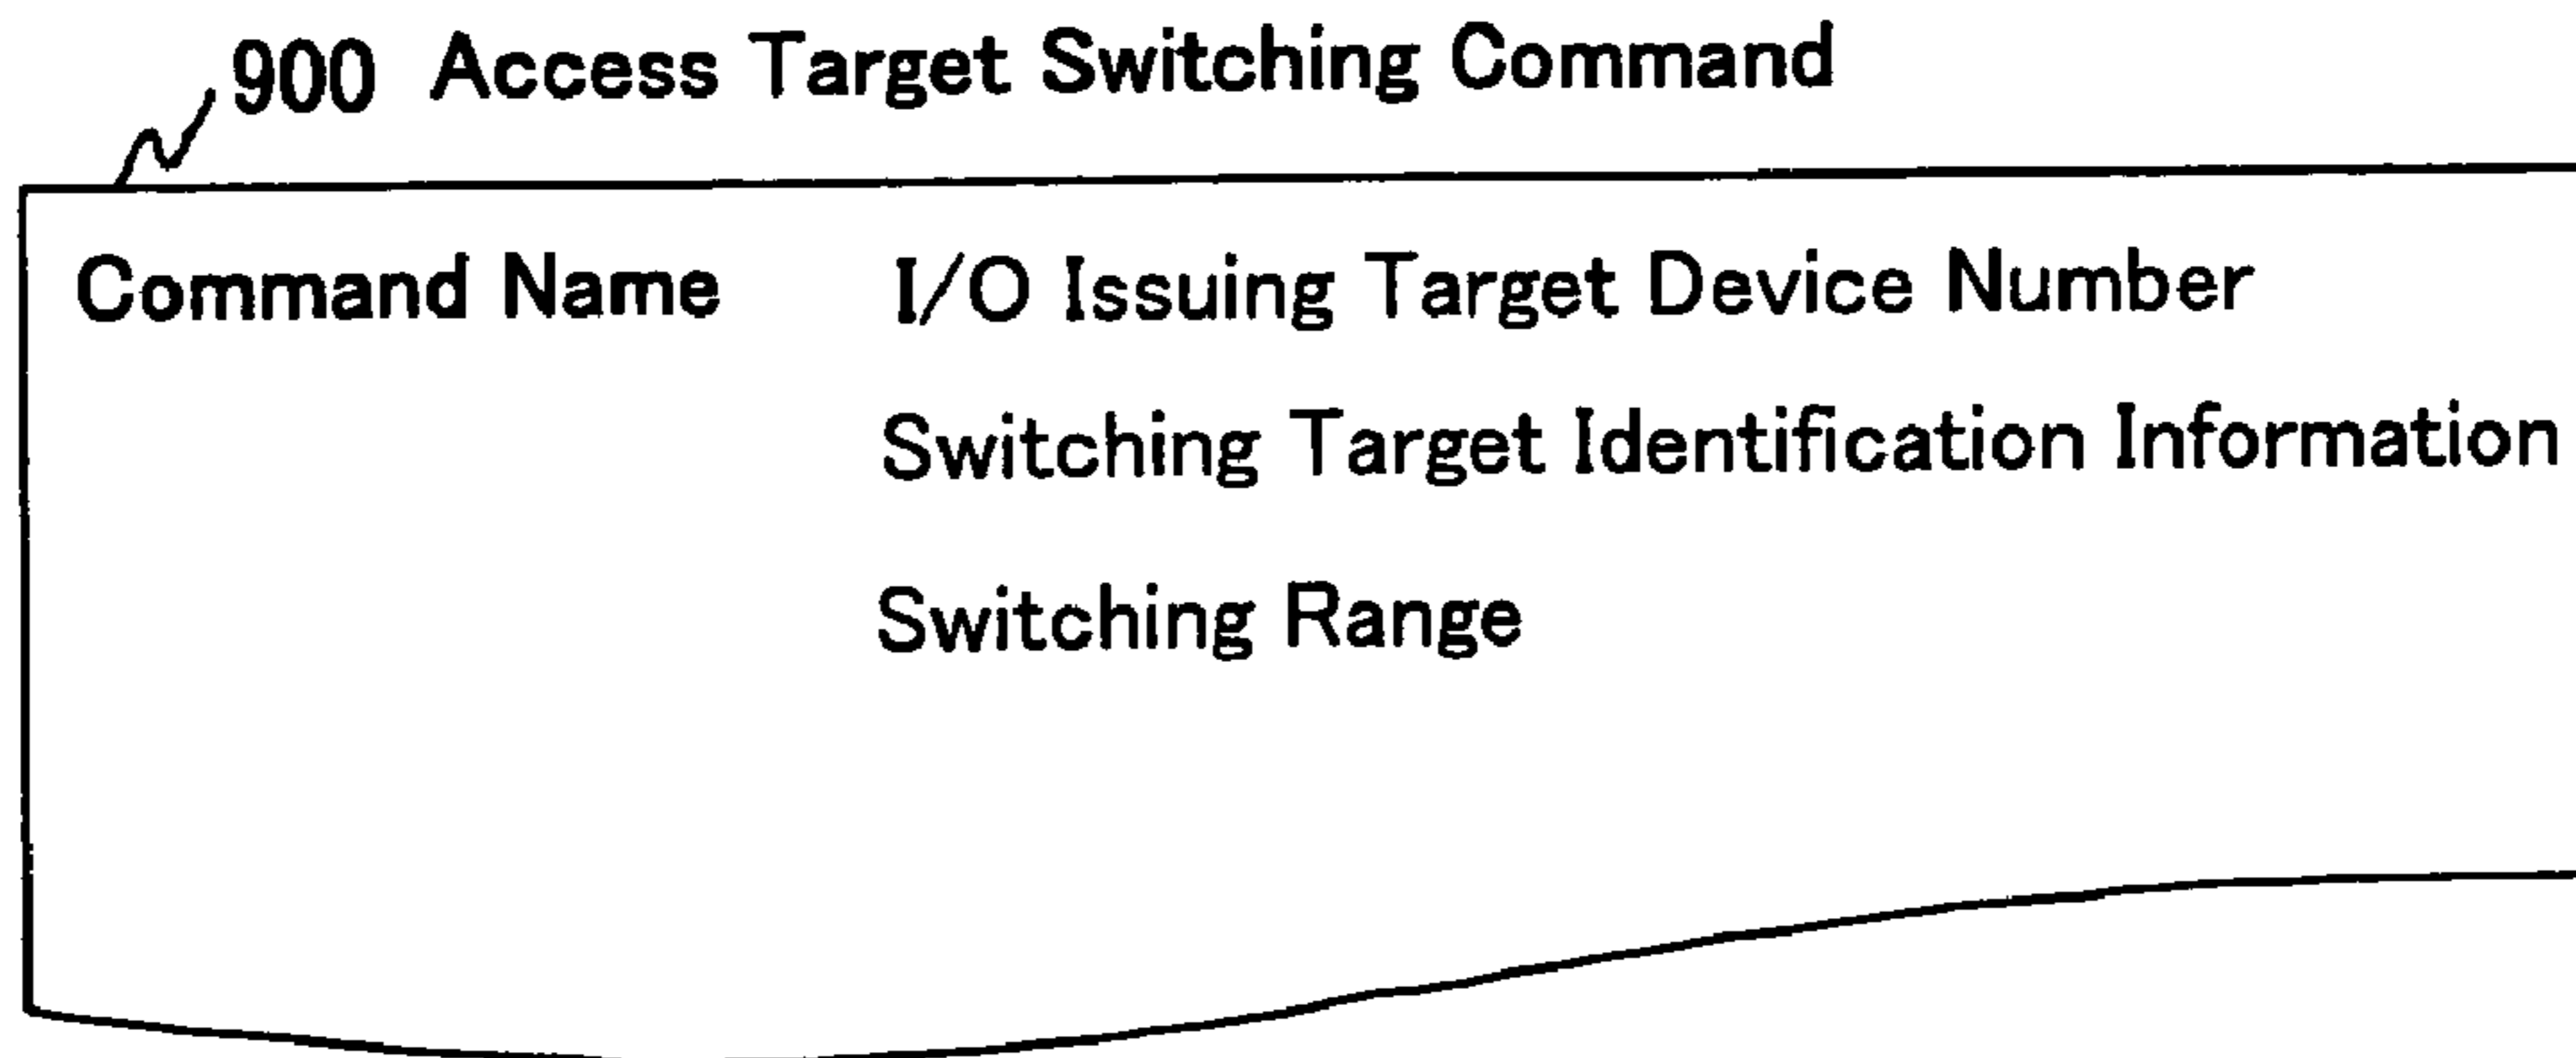 900 Access Target Switching Command
Command Name I/O Issuing Target Device Number
Switching Target Identification Information
Switching Range